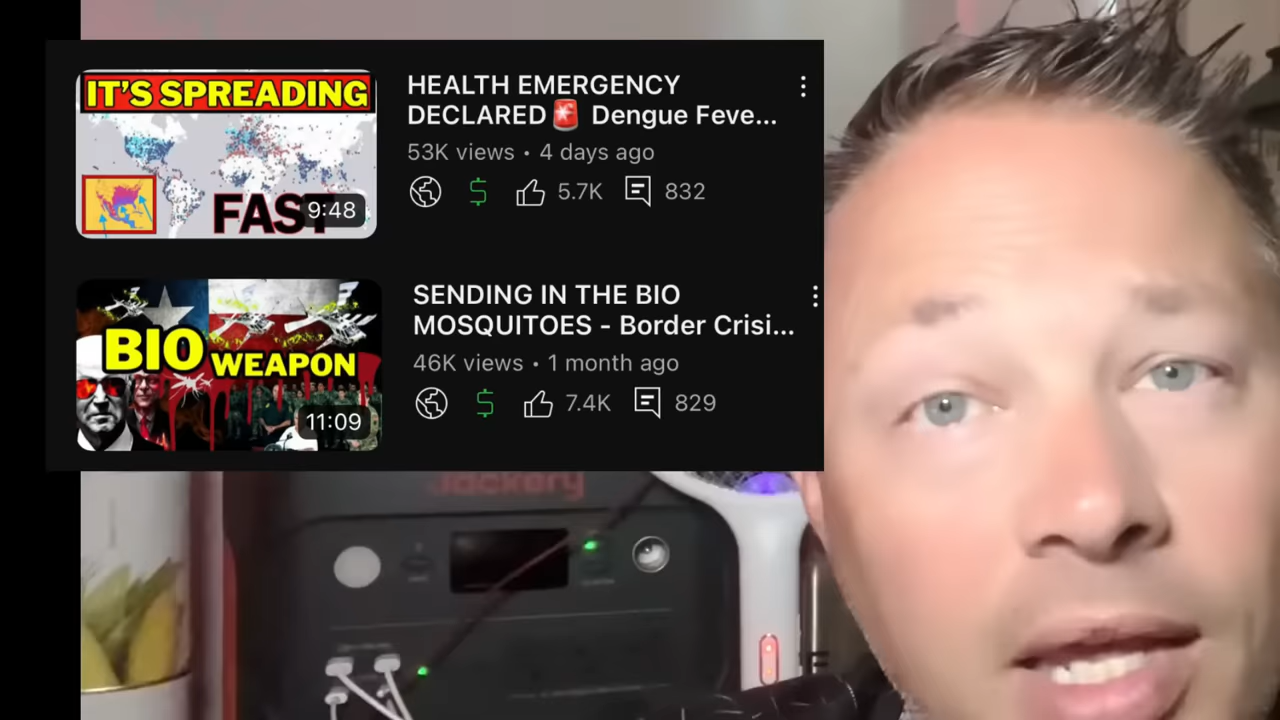 IT'S SPREADING
FAST
9:48
HEALTH EMERGENCY
DECLARED🚨 Dengue Feve...
53K views • 4 days ago
5.7K
832
BIO WEAPON
11:09
SENDING IN THE BIO
MOSQUITOES - Border Crisi...
46K views • 1 month ago
7.4K
829
Jackery